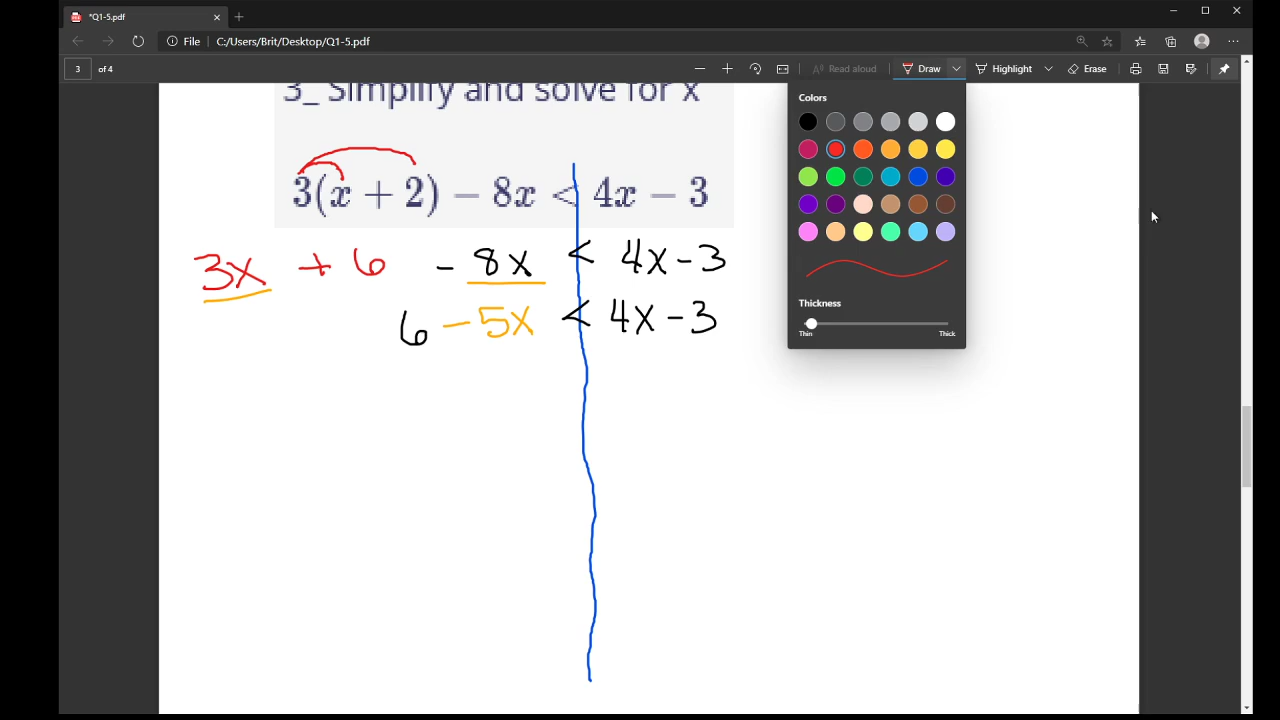 *Q1-5.pdf
File | C:/Users/Brit/Desktop/Q1-5.pdf
3 of 4
Read aloud
Draw
Highlight
Erase
3_ Simplify and solve for x
3(x + 2) − 8x < 4x − 3
3x + 6 - 8x < 4x-3
6 -5x < 4x-3
Colors
Thickness
Thin Thick